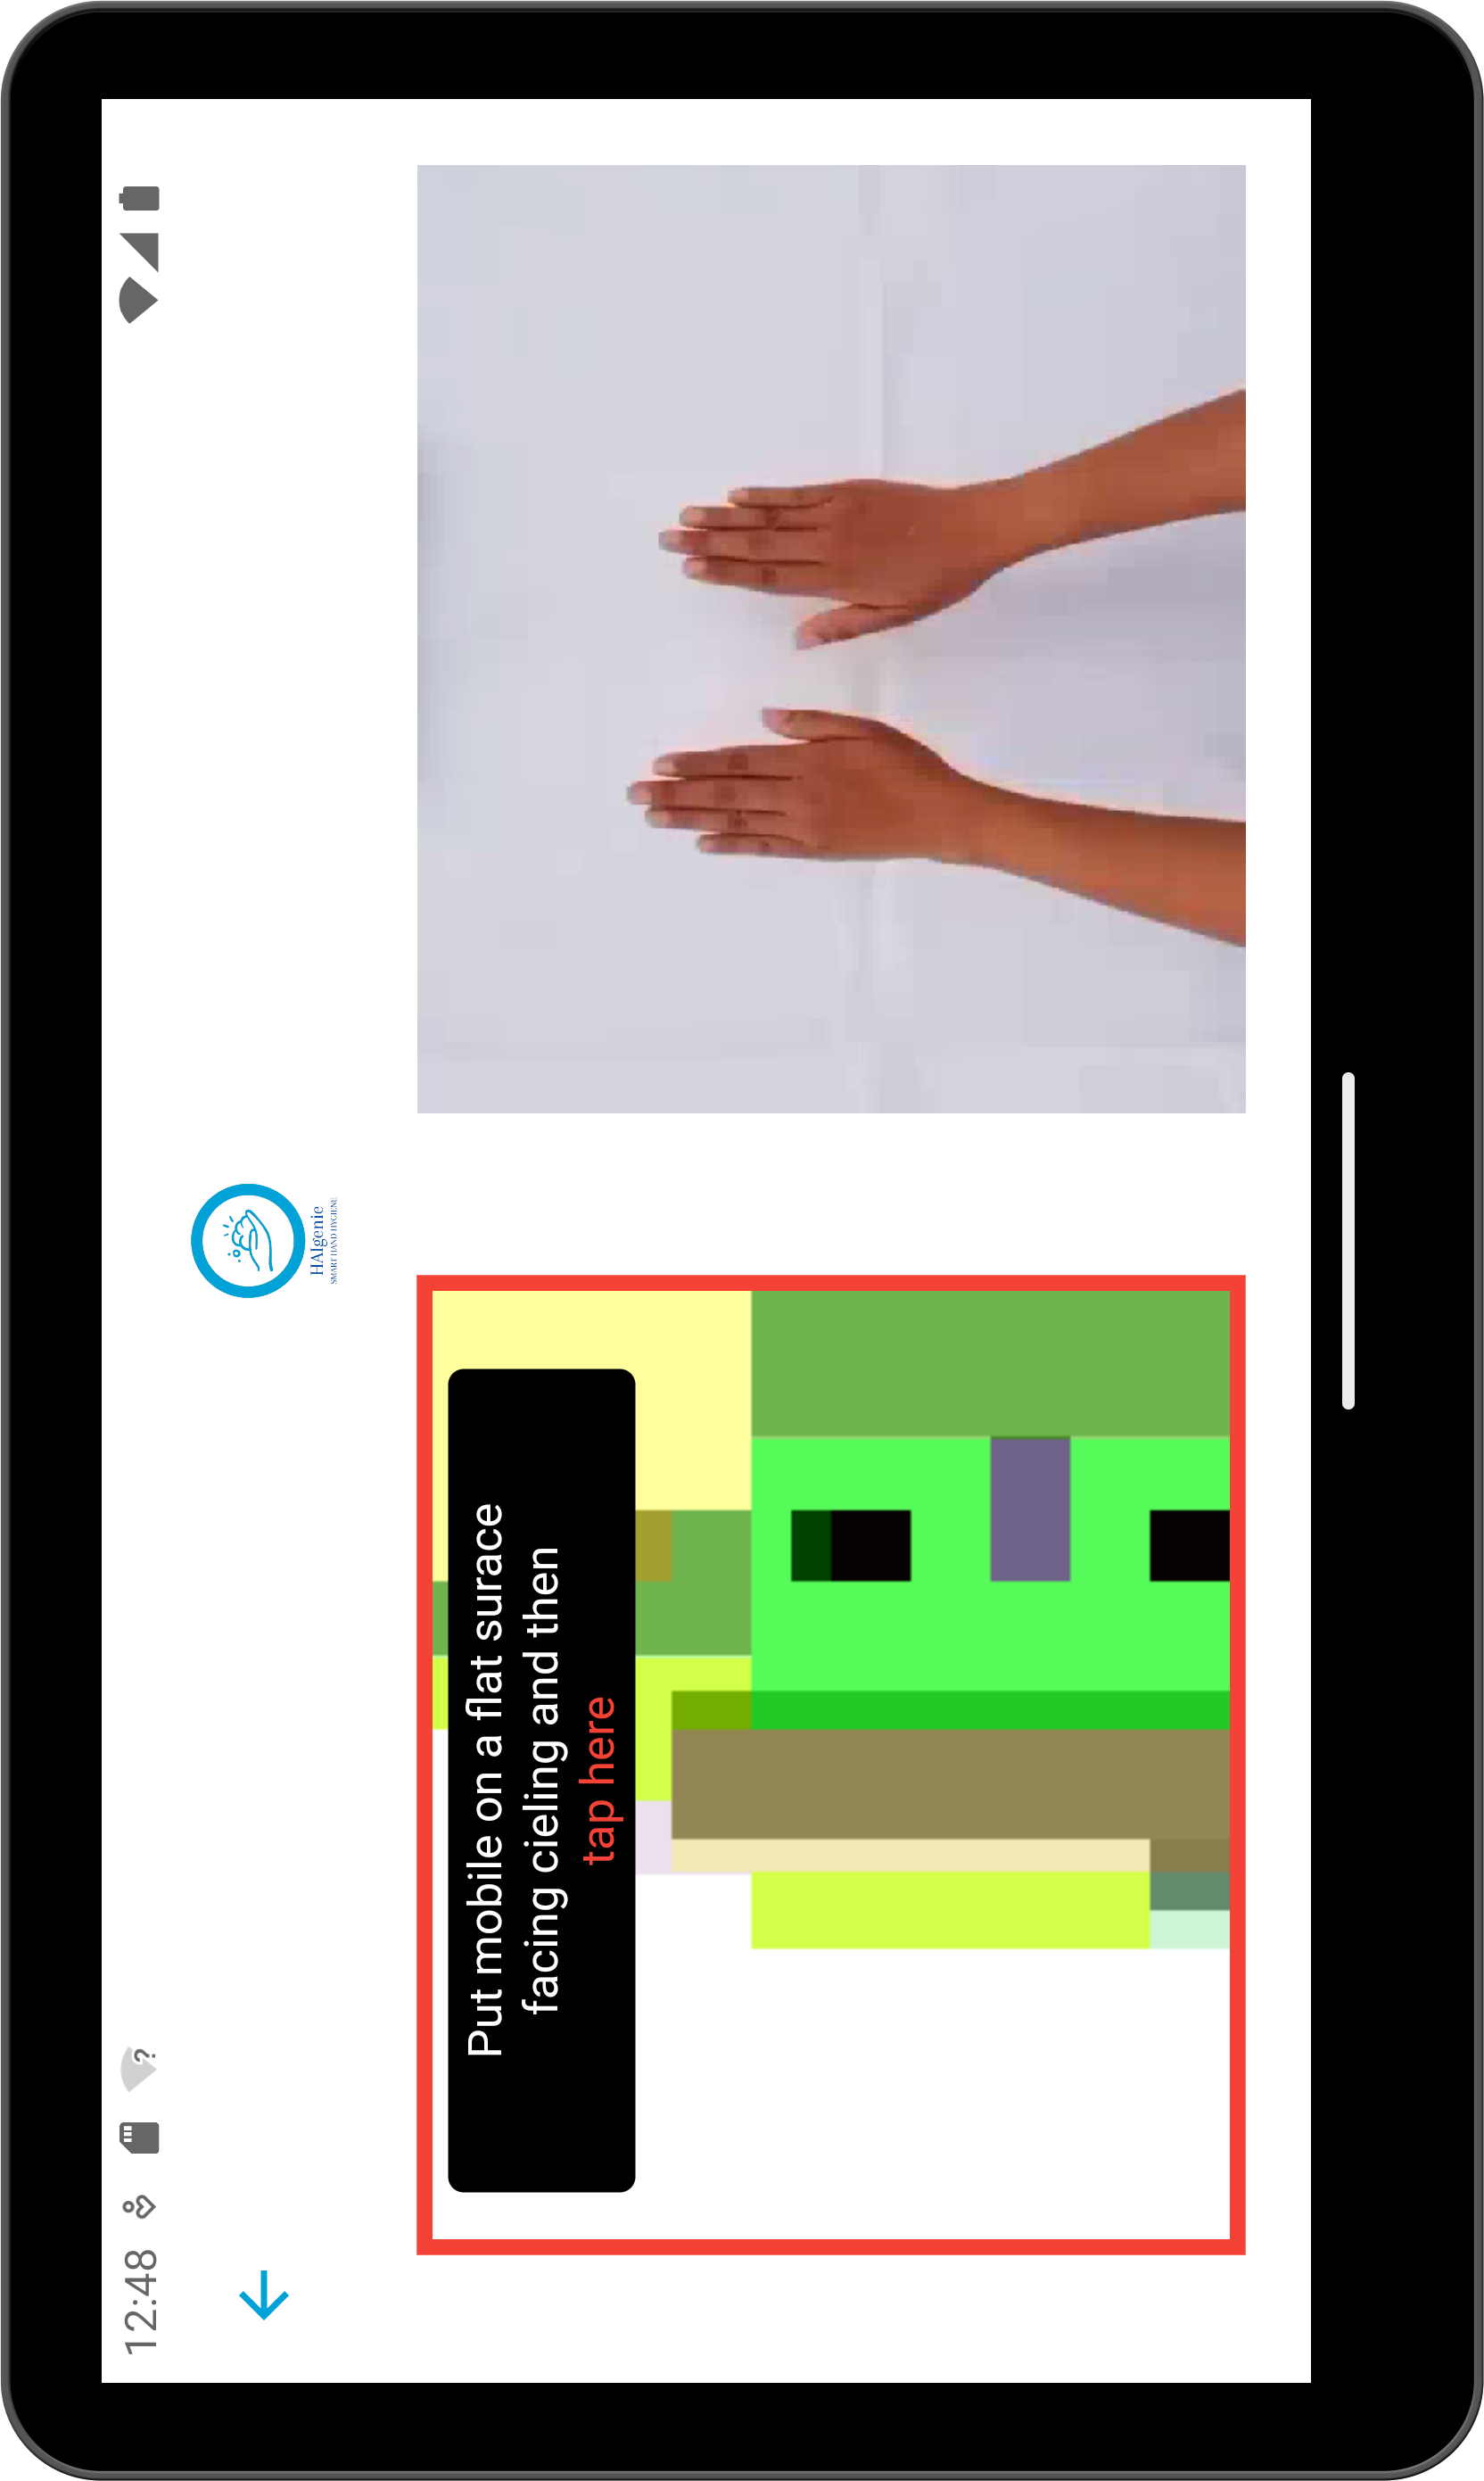 12:48
?
HAIgenie
SMART HAND HYGIENE
Put mobile on a flat surace
facing cieling and then
tap here